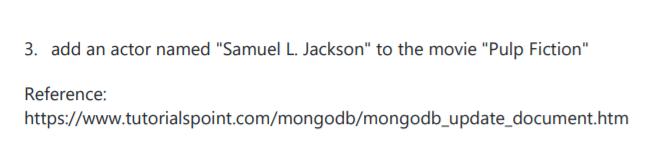 3. add an actor named "Samuel L. Jackson" to the movie "Pulp Fiction"
Reference:
https://www.tutorialspoint.com/mongodb/mongodb_update_document.htm